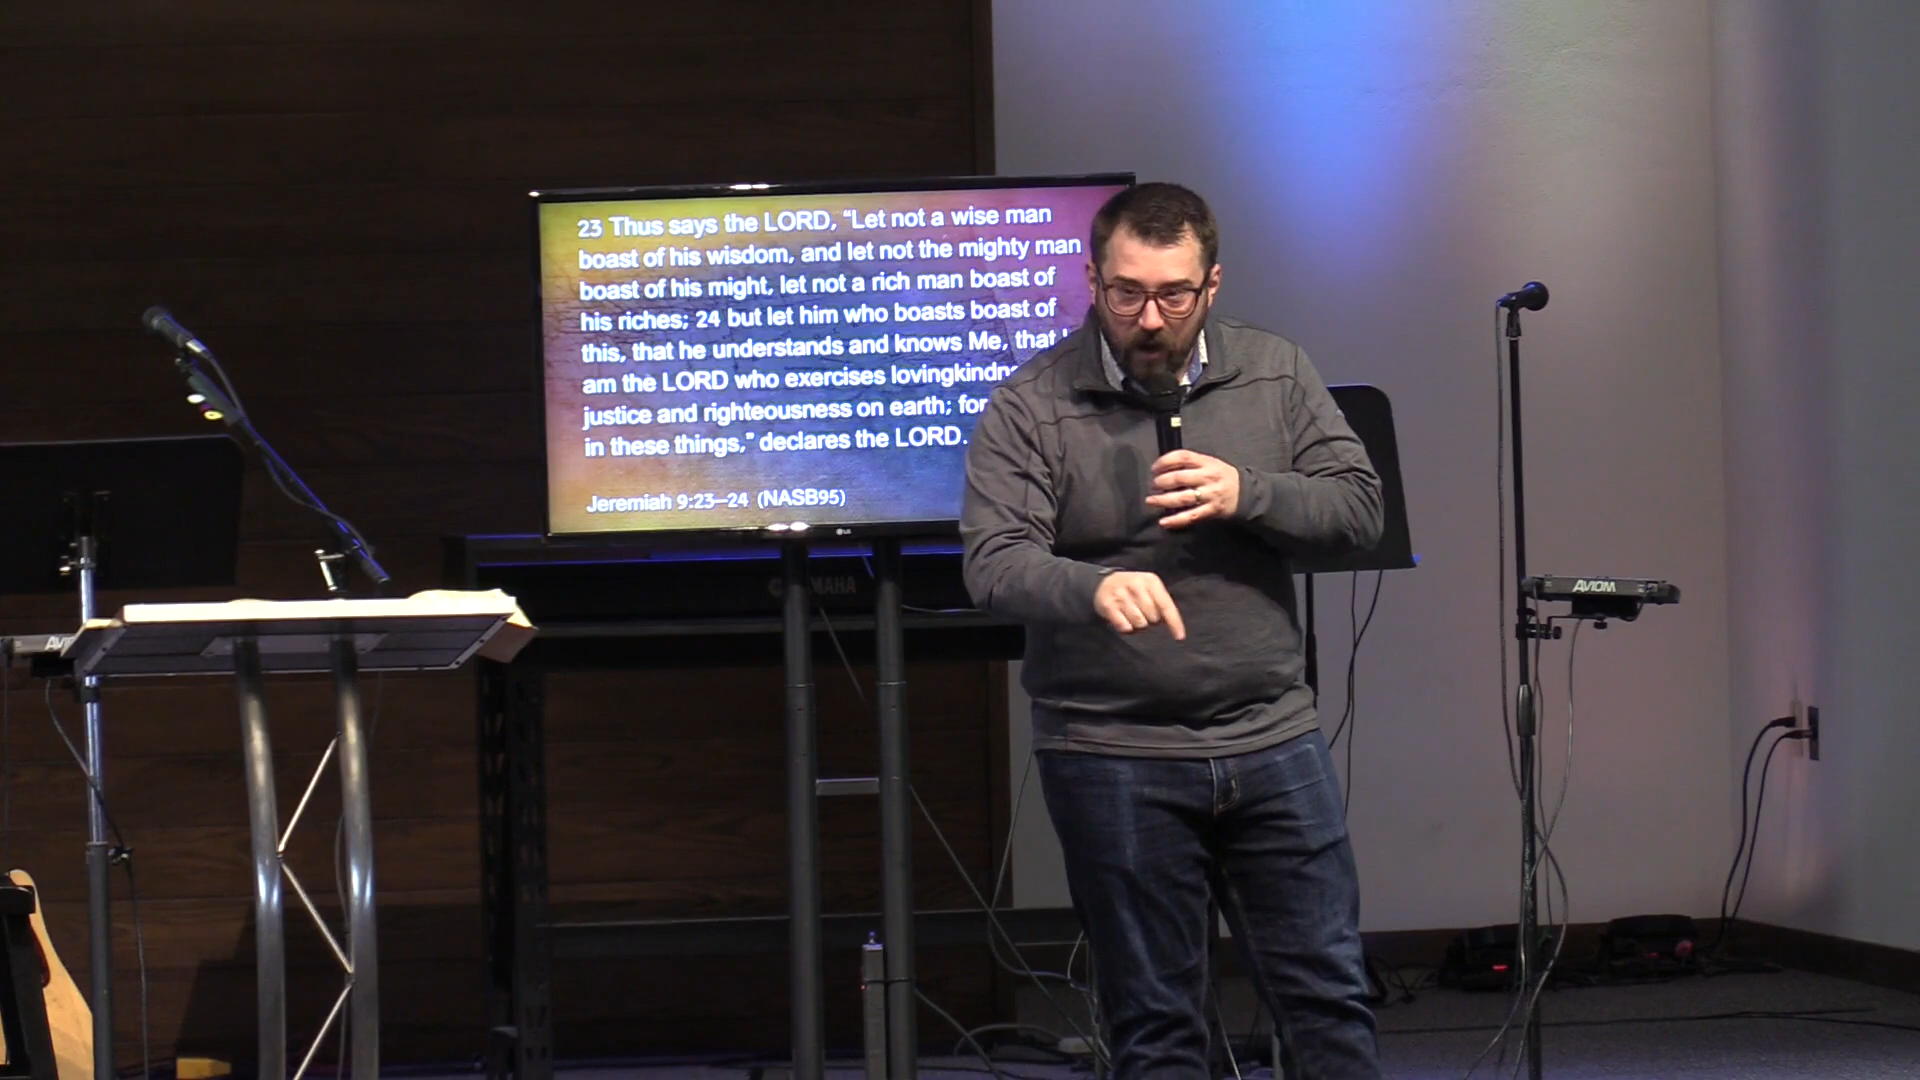 23 Thus says the LORD, “Let not a wise man
boast of his wisdom, and let not the mighty man
boast of his might, let not a rich man boast of
his riches; 24 but let him who boasts boast of
this, that he understands and knows Me, that
am the LORD who exercises
justice and righteousness on earth; for
in these things,” declares the LORD.
Jeremiah 9:23–24 (NASB95)
LG
YAMAHA
AVIOM